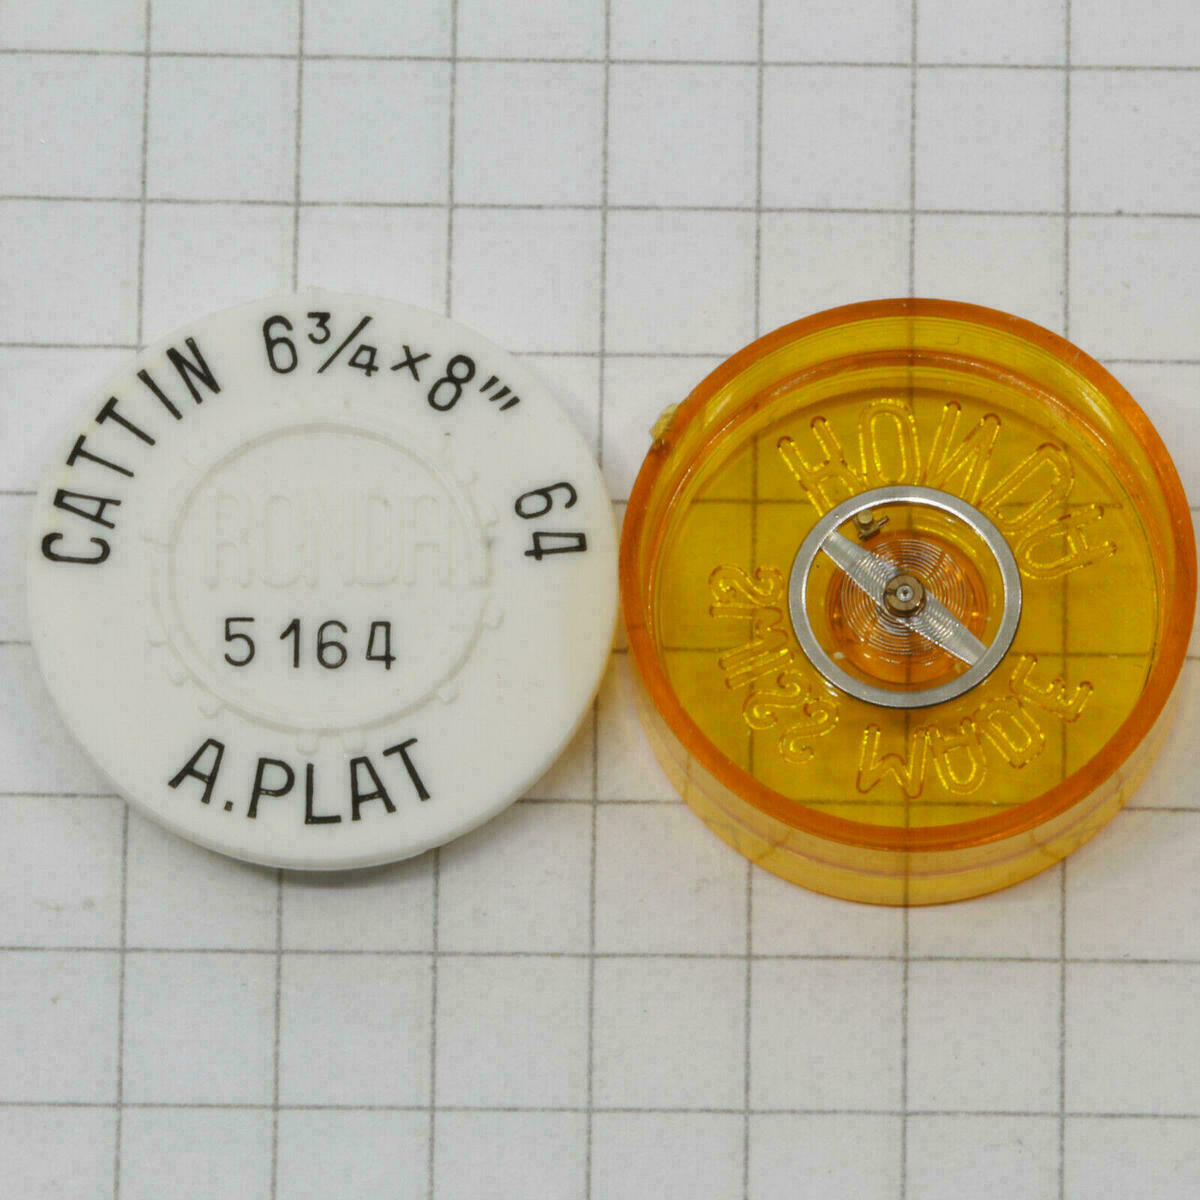 CATTIN 6¾×8''' 64
RONDA
5164
A.PLAT
RONDA
SWISS MADE